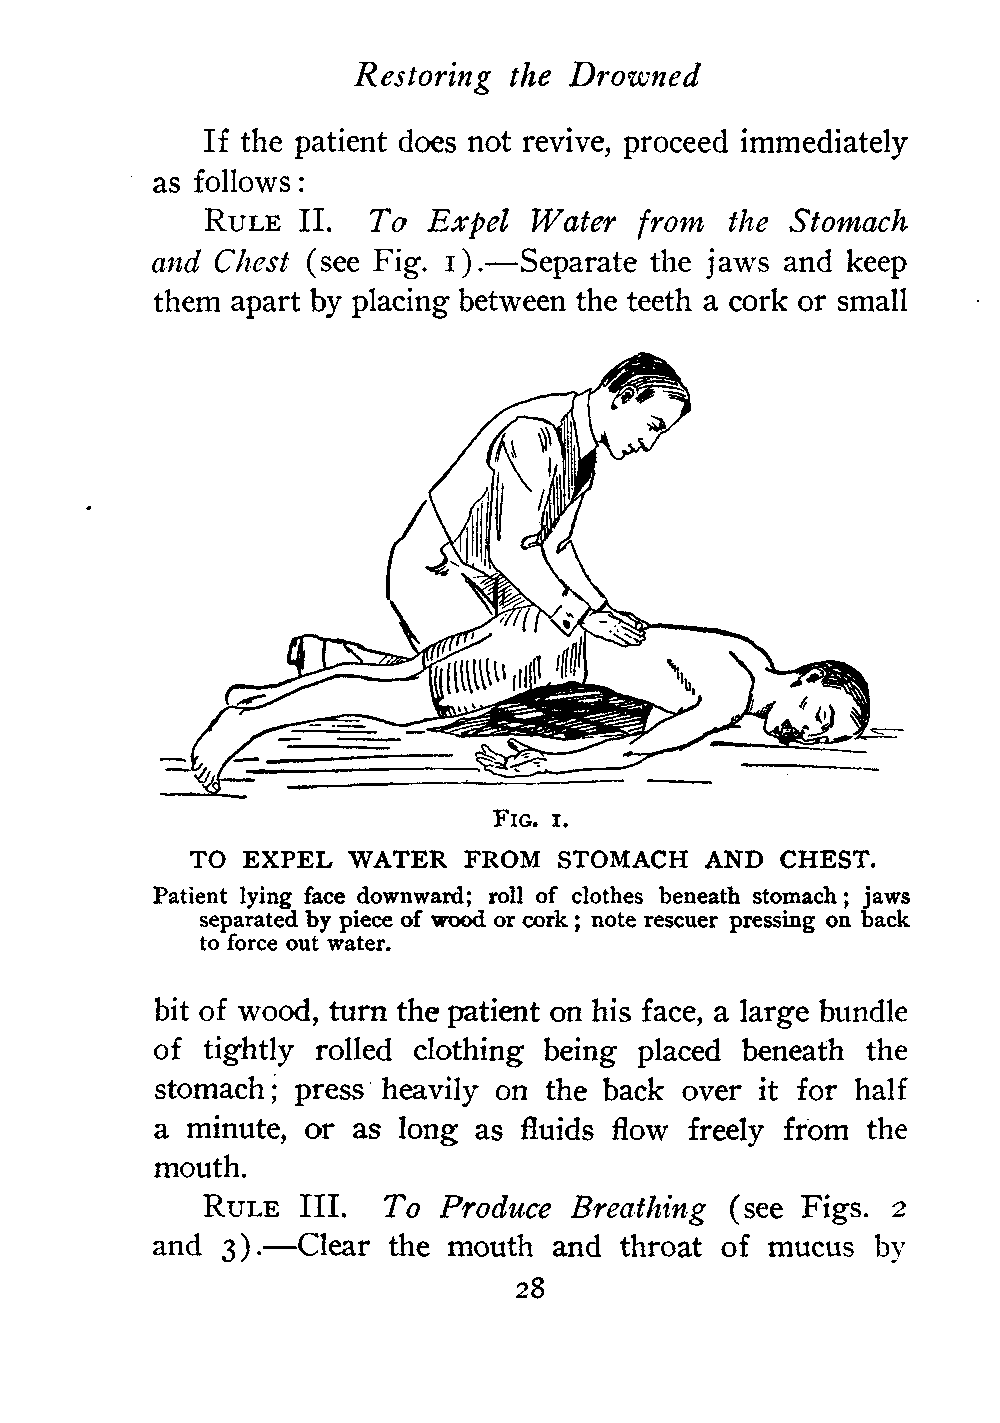 Restoring the Drowned
If the patient does not revive, proceed immediately
as follows:
RULE II. To Expel Water from the Stomach
and Chest (see Fig. 1).—Separate the jaws and keep
them apart by placing between the teeth a cork or small
FIG. 1.
TO EXPEL WATER FROM STOMACH AND CHEST.
Patient lying face downward; roll of clothes beneath stomach; jaws
separated by piece of wood or cork; note rescuer pressing on back
to force out water.
bit of wood, turn the patient on his face, a large bundle
of tightly rolled clothing being placed beneath the
stomach; press heavily on the back over it for half
a minute, or as long as fluids flow freely from the
mouth.
RULE III. To Produce Breathing (see Figs. 2
and 3).—Clear the mouth and throat of mucus by
28